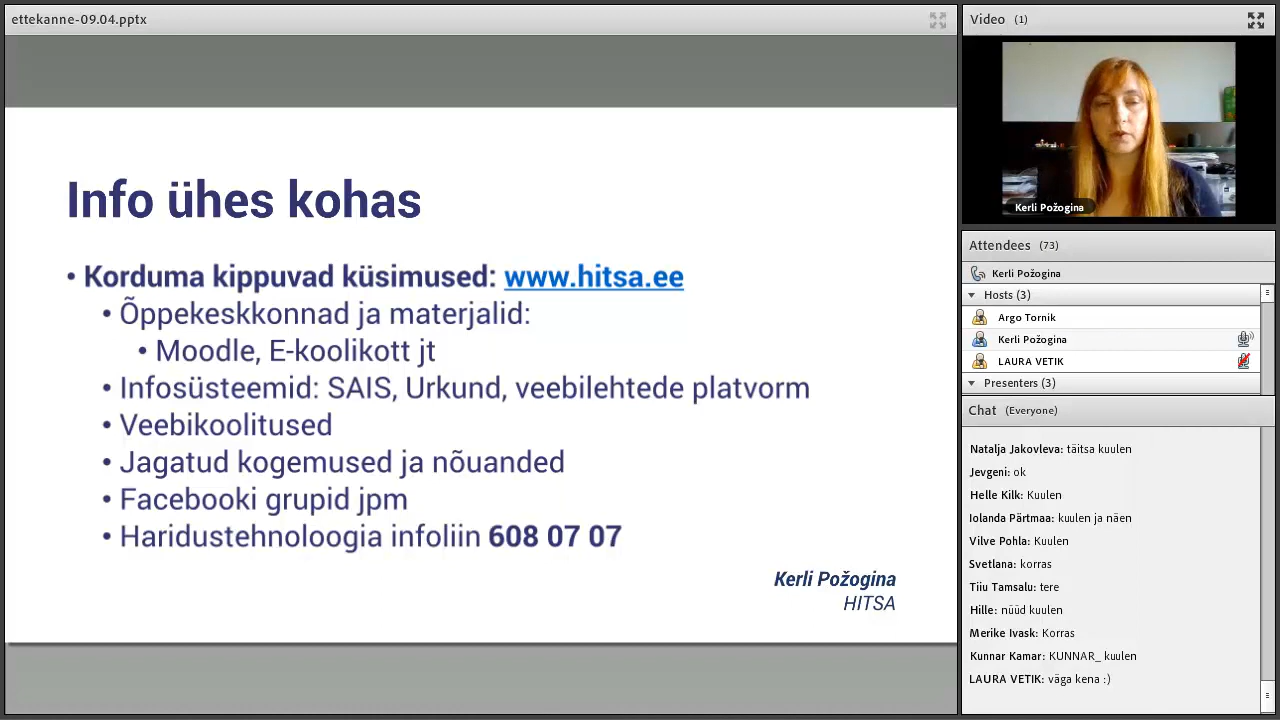 ettekanne-09.04.pptx
Info ühes kohas
• Korduma kippuvad küsimused: www.hitsa.ee
• Õppekeskkonnad ja materjalid:
• Moodle, E-koolikott jt
• Infosüsteemid: SAIS, Urkund, veebilehtede platvorm
• Veebikoolitused
• Jagatud kogemused ja nõuanded
• Facebooki grupid jpm
• Haridustehnoloogia infoliin 608 07 07
Kerli Požogina
HITSA
Video (1)
Kerli Požogina
Attendees (73)
Kerli Požogina
Hosts (3)
Argo Tornik
Kerli Požogina
LAURA VETIK
Presenters (3)
Chat (Everyone)
Natalja Jakovleva: täitsa kuulen
Jevgeni: ok
Helle Kilk: Kuulen
Iolanda Pärtmaa: kuulen ja näen
Vilve Pohla: Kuulen
Svetlana: korras
Tiiu Tamsalu: tere
Hille: nüüd kuulen
Merike Ivask: Korras
Kunnar Kamar: KUNNAR_ kuulen
LAURA VETIK: väga kena :)